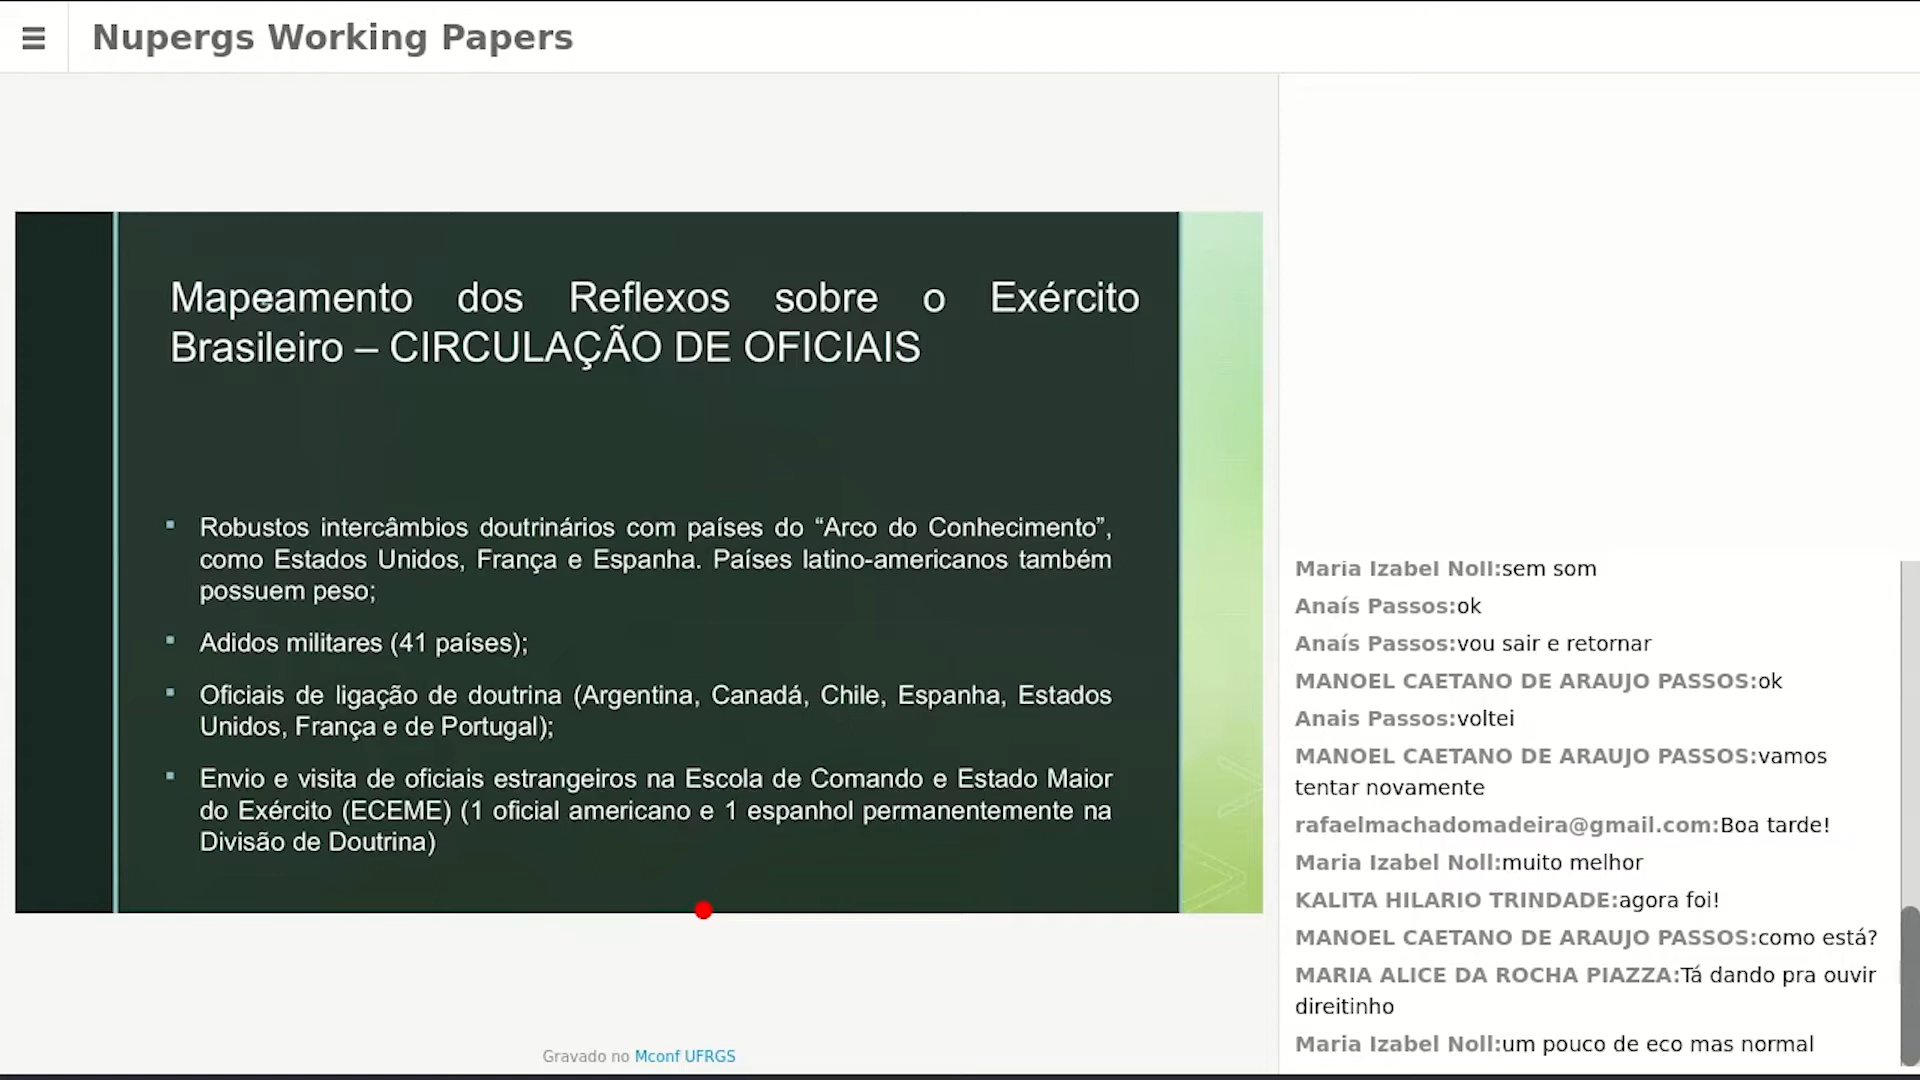 Nupergs Working Papers
Mapeamento dos Reflexos sobre o Exército
Brasileiro – CIRCULAÇÃO DE OFICIAIS
Robustos intercâmbios doutrinários com países do “Arco do Conhecimento”,
como Estados Unidos, França e Espanha. Países latino-americanos também
possuem peso;
Adidos militares (41 países);
Oficiais de ligação de doutrina (Argentina, Canadá, Chile, Espanha, Estados
Unidos, França e de Portugal);
Envio e visita de oficiais estrangeiros na Escola de Comando e Estado Maior
do Exército (ECEME) (1 oficial americano e 1 espanhol permanentemente na
Divisão de Doutrina)
Gravado no Mconf UFRGS
Maria Izabel Noll:sem som
Anaís Passos:ok
Anaís Passos:vou sair e retornar
MANOEL CAETANO DE ARAUJO PASSOS:ok
Anais Passos:voltei
MANOEL CAETANO DE ARAUJO PASSOS:vamos
tentar novamente
rafaelmachadomadeira@gmail.com:Boa tarde!
Maria Izabel Noll:muito melhor
KALITA HILARIO TRINDADE:agora foi!
MANOEL CAETANO DE ARAUJO PASSOS:como está?
MARIA ALICE DA ROCHA PIAZZA:Tá dando pra ouvir
direitinho
Maria Izabel Noll:um pouco de eco mas normal